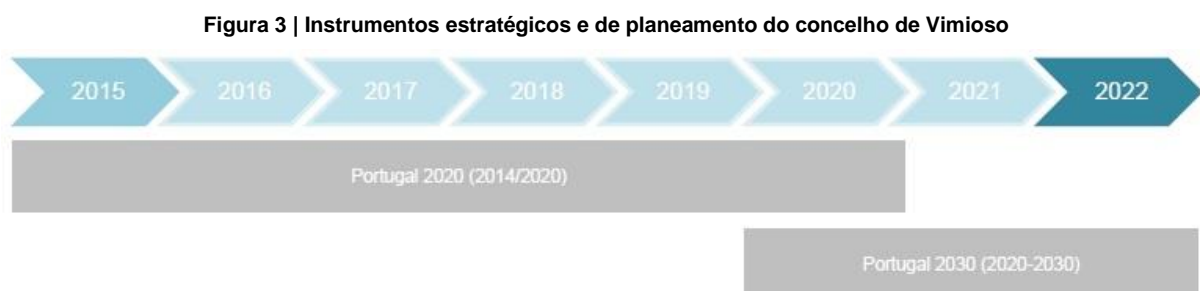 Figura 3 | Instrumentos estratégicos e de planeamento do concelho de Vimioso
2015 2016 2017 2018 2019 2020 2021 2022
Portugal 2020 (2014/2020)
Portugal 2030 (2020-2030)